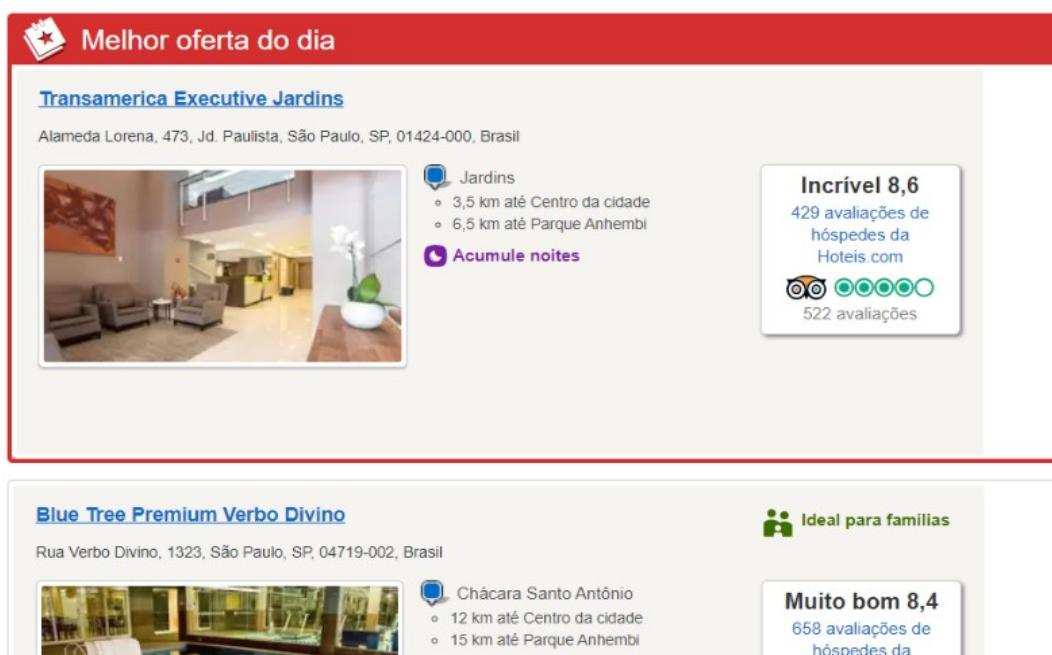 Melhor oferta do dia
Transamerica Executive Jardins
Alameda Lorena, 473, Jd. Paulista, São Paulo, SP, 01424-000, Brasil
Jardins
3,5 km até Centro da cidade
6,5 km até Parque Anhembi
Acumule noites
Incrível 8,6
429 avaliações de
hóspedes da
Hoteis.com
522 avaliações
Blue Tree Premium Verbo Divino
Ideal para famílias
Rua Verbo Divino, 1323, São Paulo, SP, 04719-002, Brasil
Chácara Santo Antônio
12 km até Centro da cidade
15 km até Parque Anhembi
Muito bom 8,4
658 avaliações de
hóspedes da